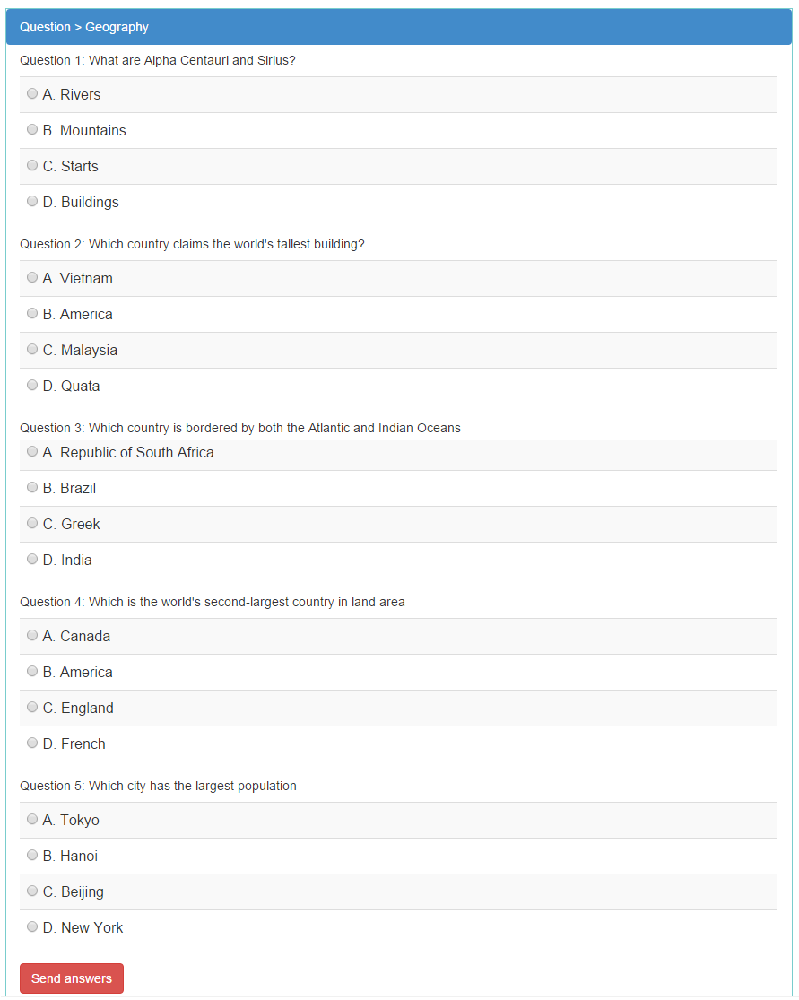 Question > Geography
Question 1: What are Alpha Centauri and Sirius?
A. Rivers
B. Mountains
C. Starts
D. Buildings
Question 2: Which country claims the world's tallest building?
A. Vietnam
B. America
C. Malaysia
D. Quata
Question 3: Which country is bordered by both the Atlantic and Indian Oceans
A. Republic of South Africa
B. Brazil
C. Greek
D. India
Question 4: Which is the world's second-largest country in land area
A. Canada
B. America
C. England
D. French
Question 5: Which city has the largest population
A. Tokyo
B. Hanoi
C. Beijing
D. New York
Send answers